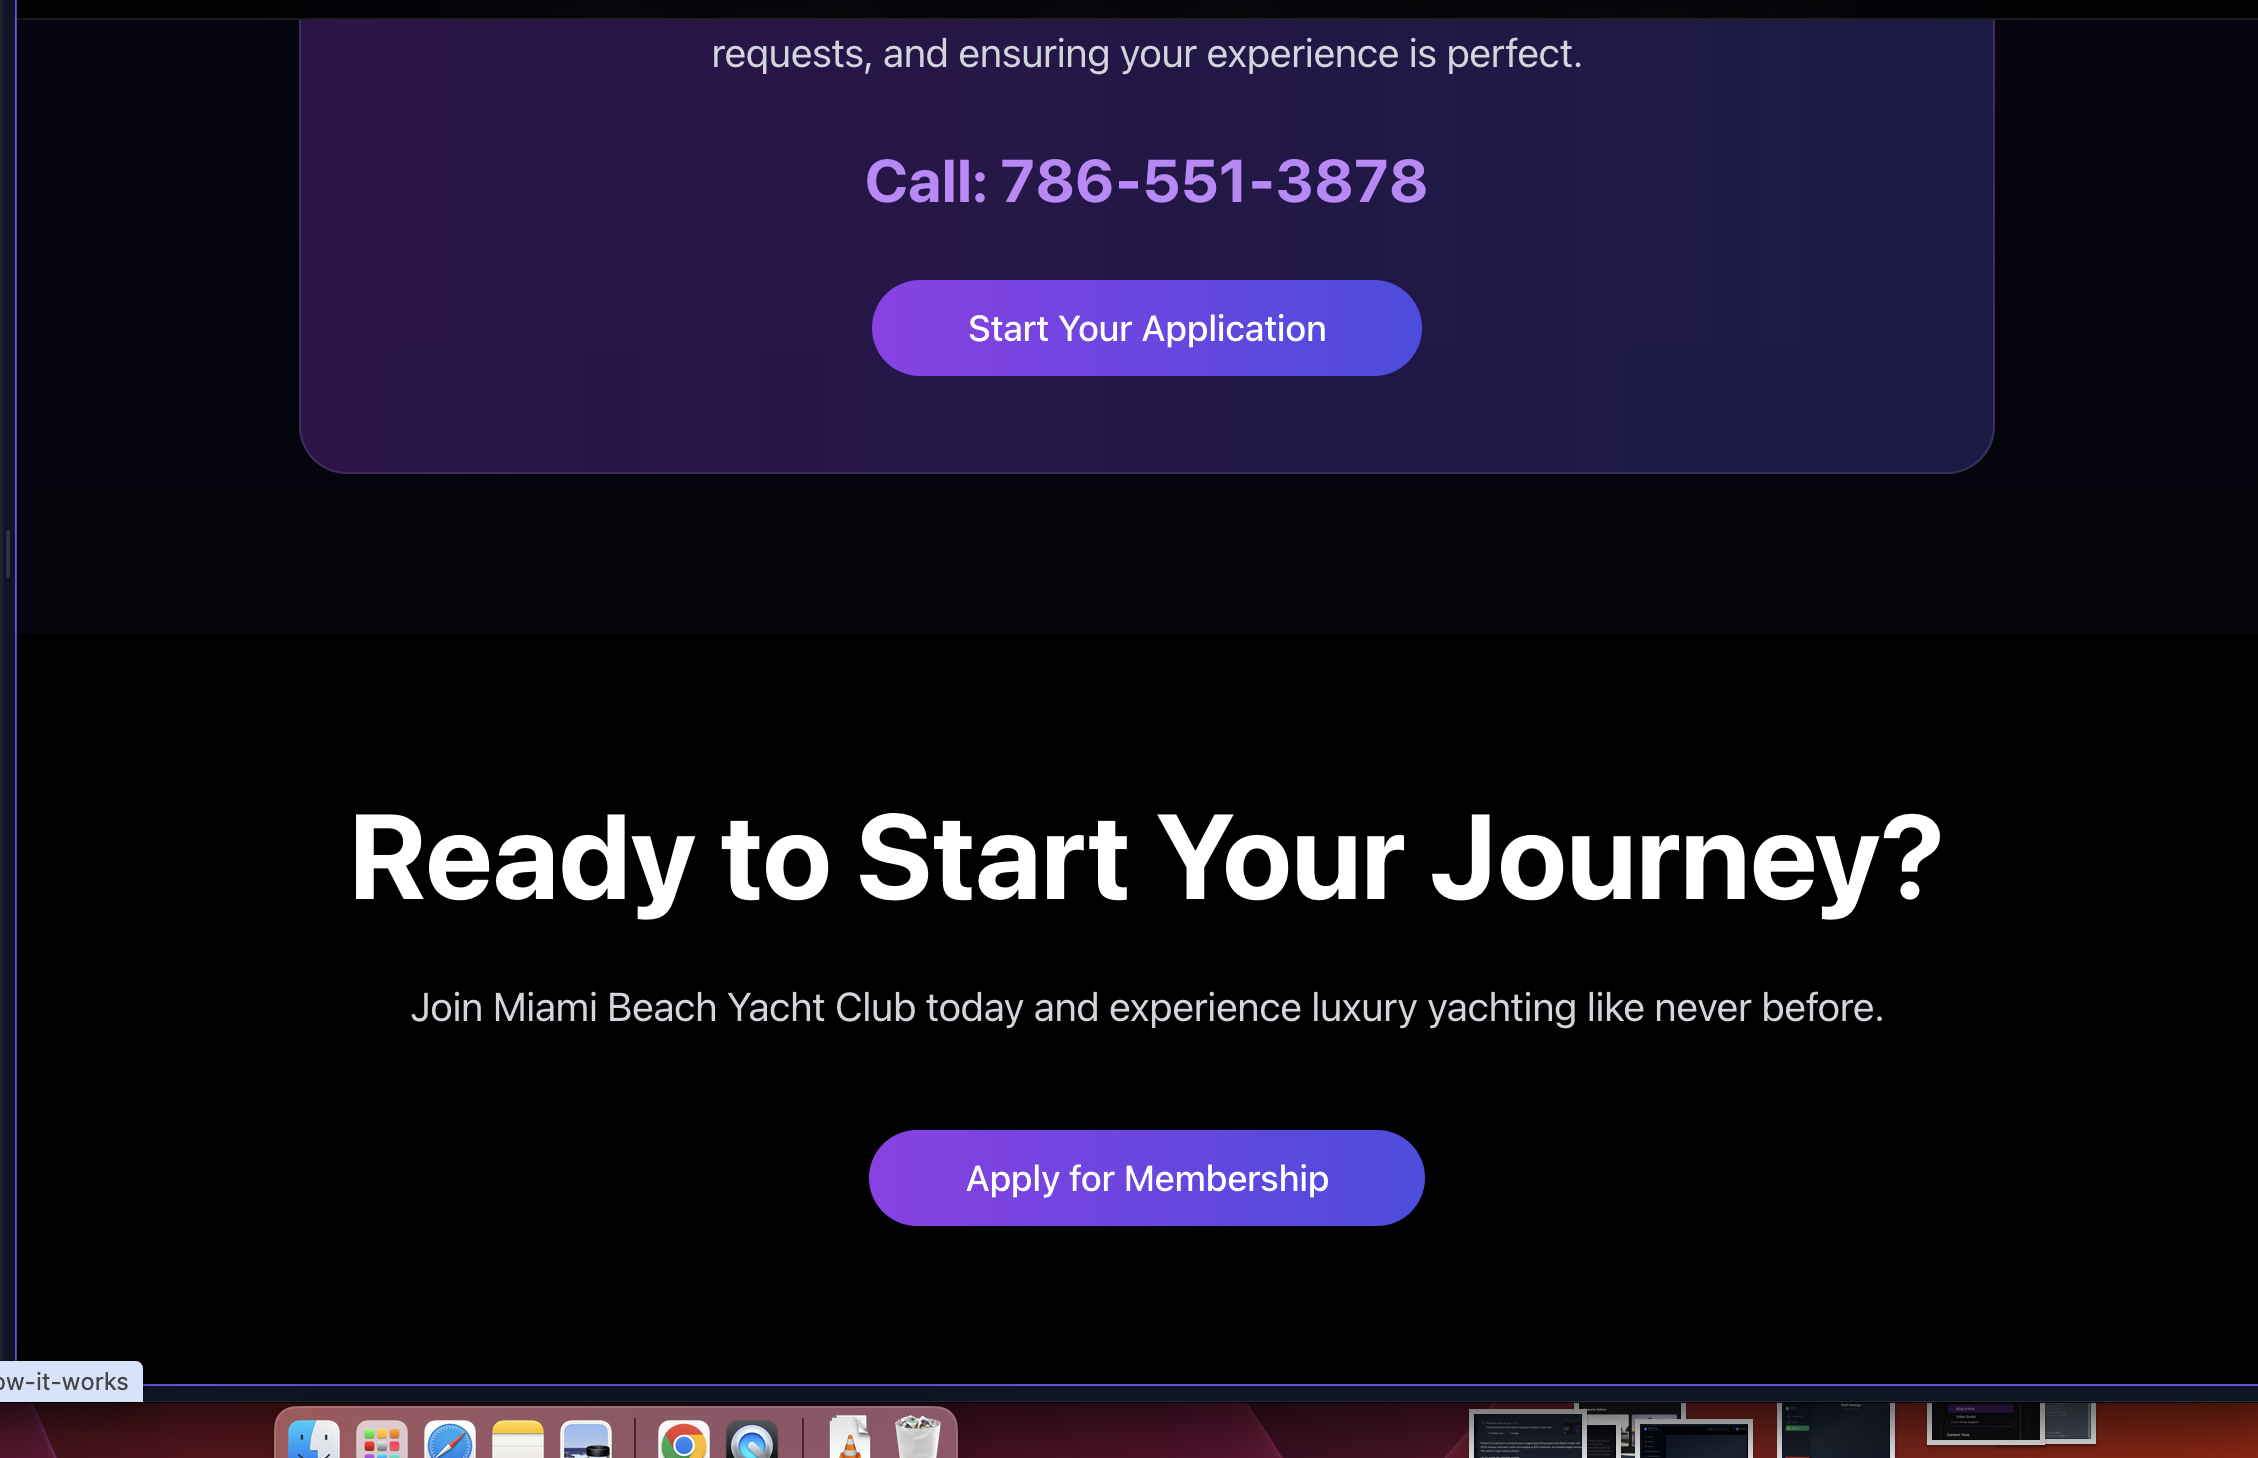 requests, and ensuring your experience is perfect.
Call: 786-551-3878
Start Your Application
Ready to Start Your Journey?
Join Miami Beach Yacht Club today and experience luxury yachting like never before.
Apply for Membership
ow-it-works